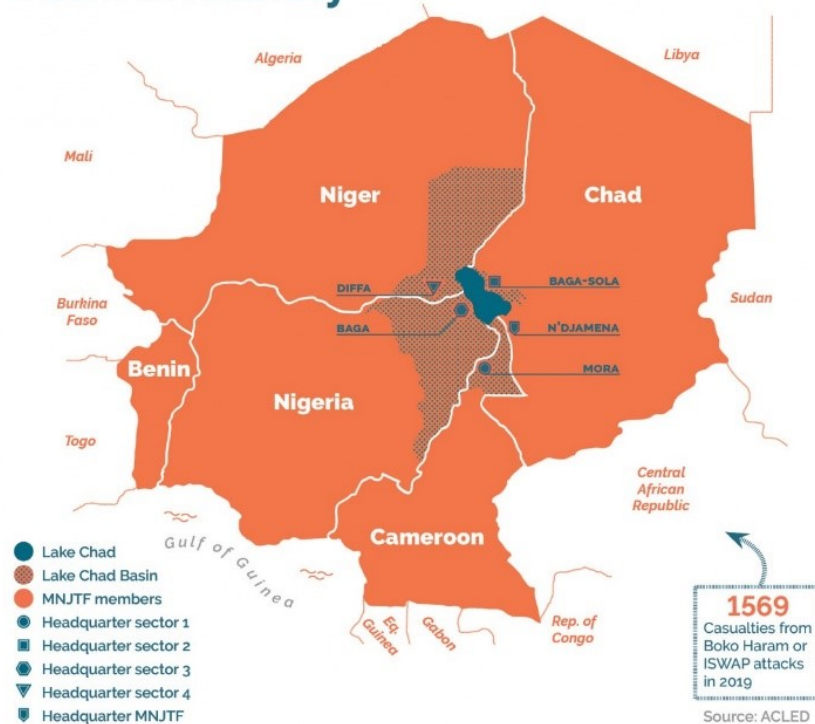 Algeria
Libya
Mali
Niger
Chad
DIFFA
BAGA-SOLA
Burkina
Faso
BAGA
N'DJAMENA
Sudan
Benin
MORA
Nigeria
Togo
Central
African
Republic
Cameroon
Gulf of Guinea
Lake Chad
Lake Chad Basin
MNJTF members
Headquarter sector 1
Headquarter sector 2
Headquarter sector 3
Headquarter sector 4
Headquarter MNJTF
Eq.
Guinea
Gabon
Rep. of
Congo
1569
Casualties from
Boko Haram or
ISWAP attacks
in 2019
Source: ACLED